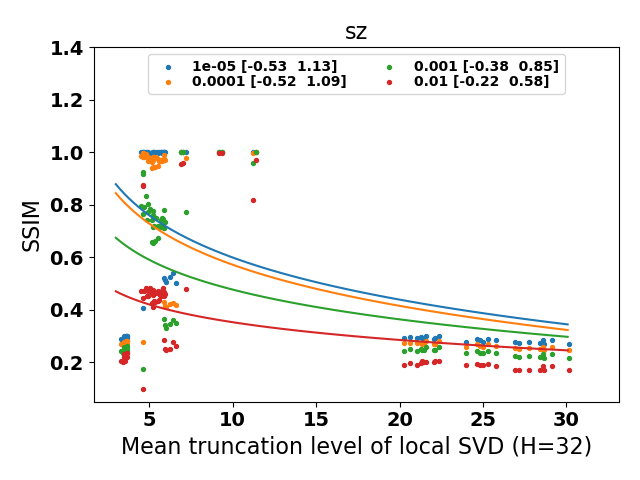 sz
1e-05 [-0.53  1.13]
0.0001 [-0.52  1.09]
0.001 [-0.38  0.85]
0.01 [-0.22  0.58]
1.4
1.2
1.0
0.8
0.6
0.4
0.2
SSIM
5 10 15 20 25 30
Mean truncation level of local SVD (H=32)